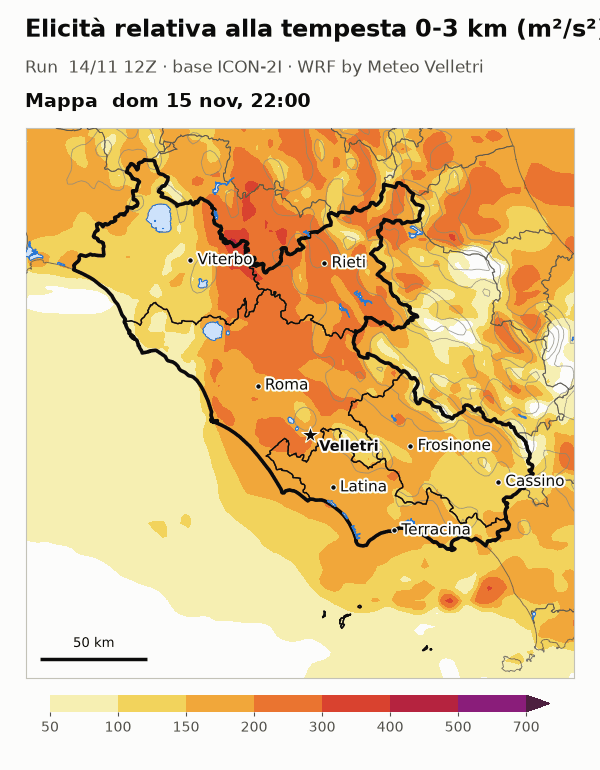 Elicità relativa alla tempesta 0-3 km (m²/s²)
Run 14/11 12Z · base ICON-2I · WRF by Meteo Velletri
Mappa dom 15 nov, 22:00
Viterbo
Rieti
Roma
Velletri
Frosinone
Cassino
Latina
Terracina
50 km
50 100 150 200 300 400 500 700